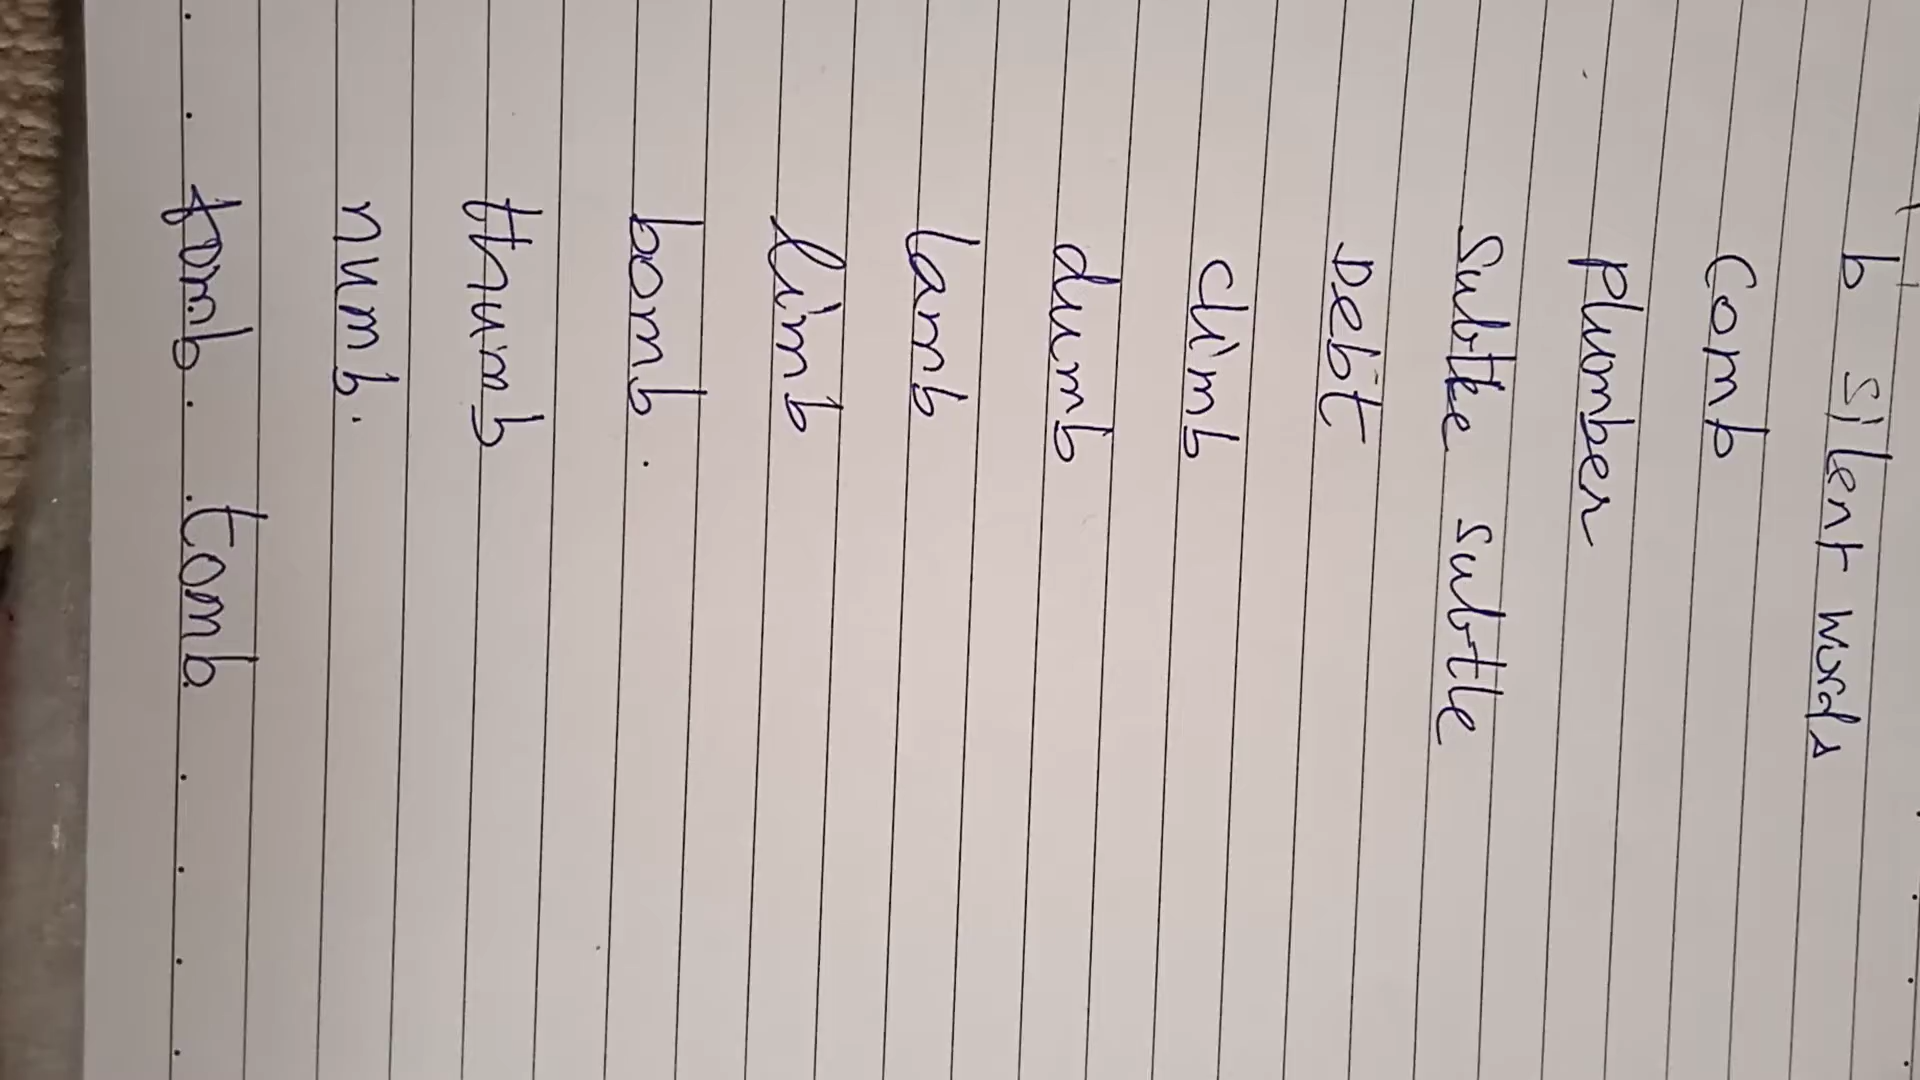 b silent words
Comb
Plumber
Subtle subtle
Debt
climb
dumb
lamb
limb
bomb.
thumb
numb.
tomb. tomb.